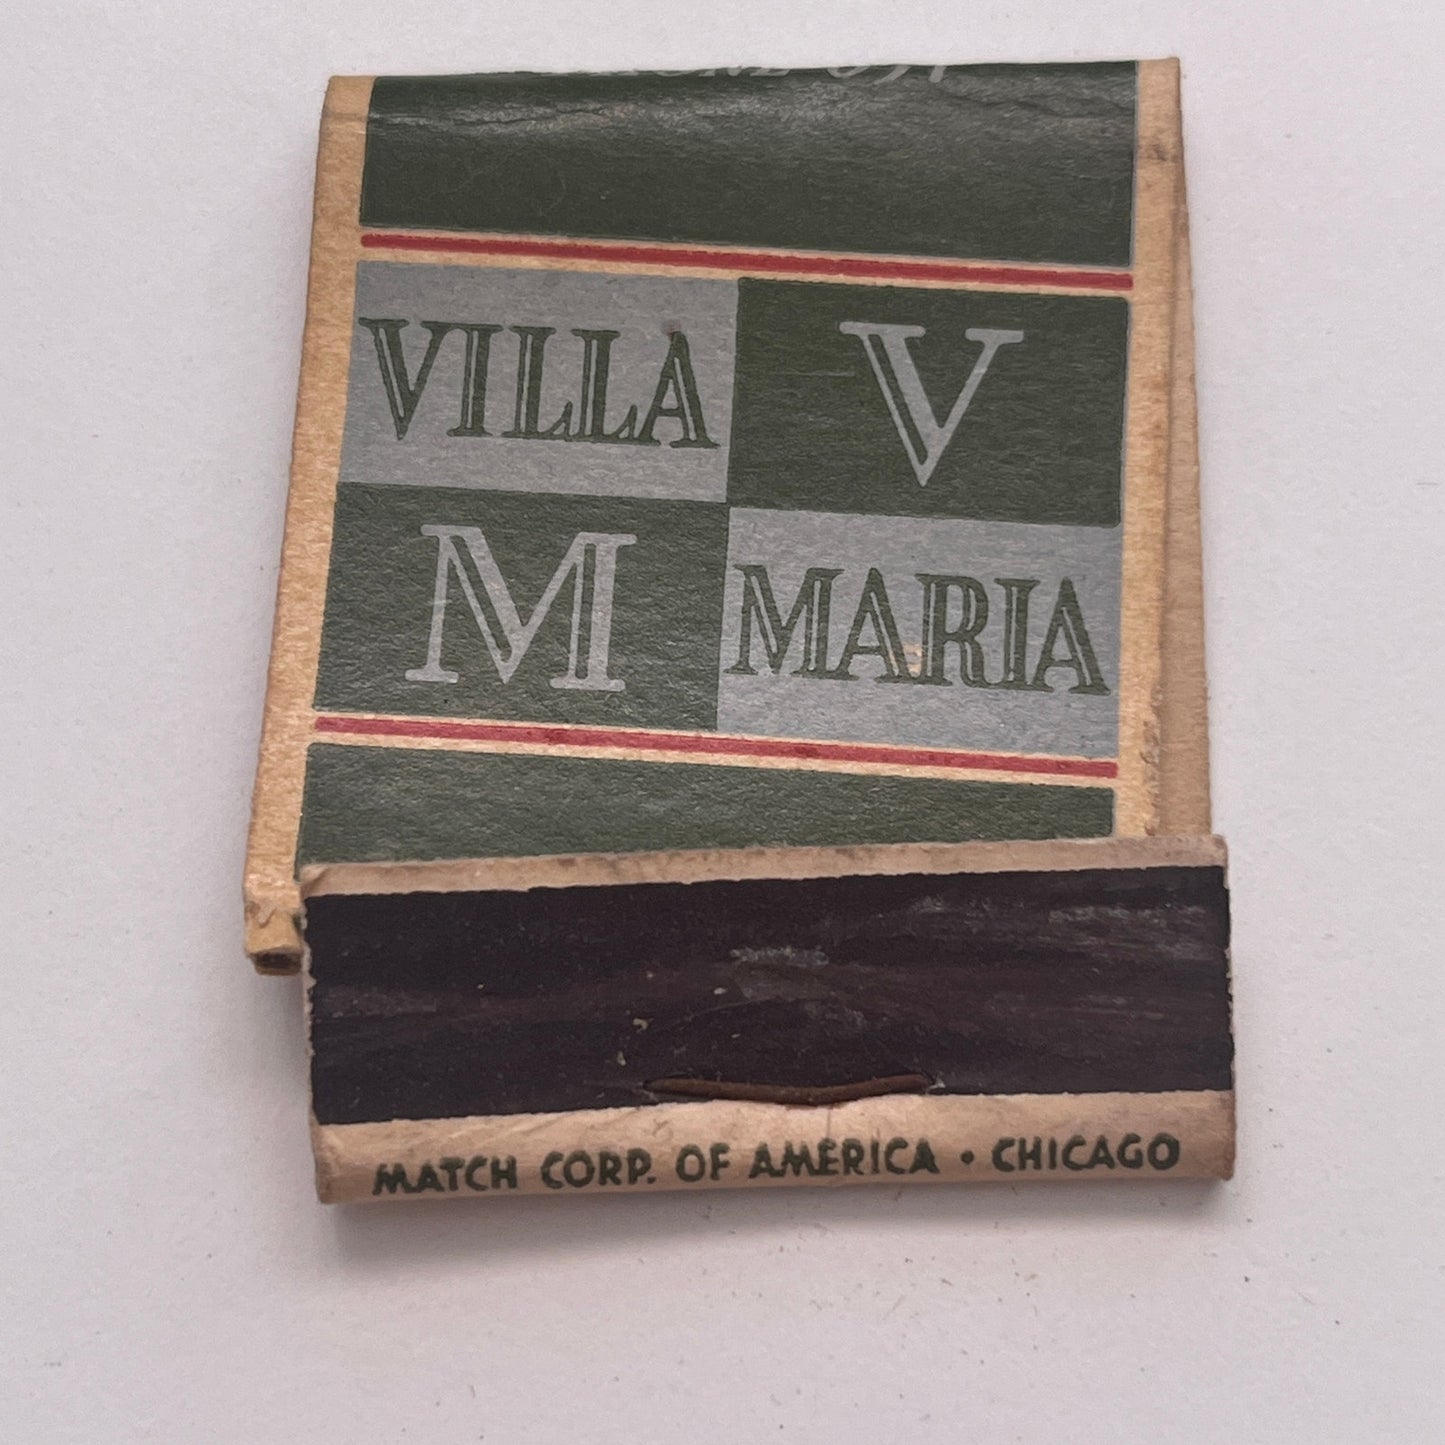 VILLA V
M MARIA
MATCH CORP. OF AMERICA • CHICAGO